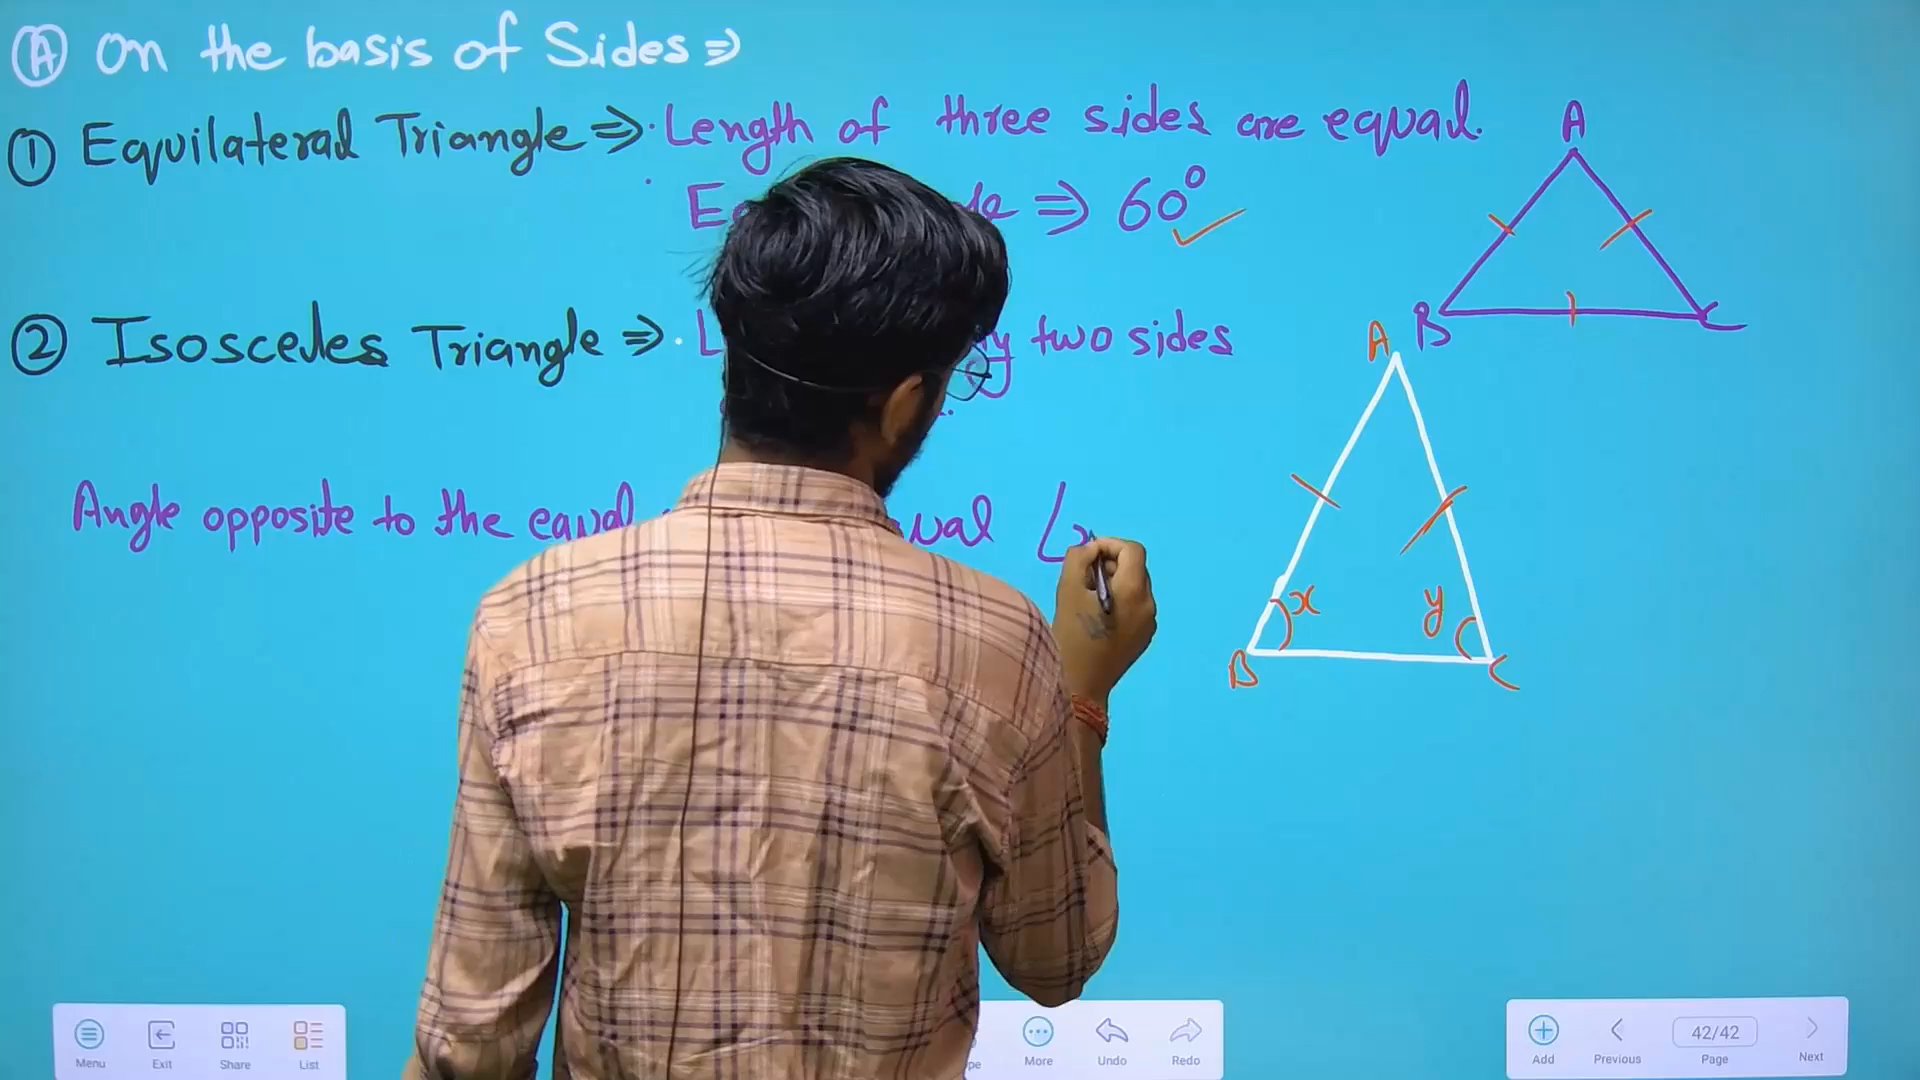 Ⓐ On the basis of Sides ⇒
① Equilateral Triangle ⇒ · Length of three sides are equal.
⇒ 60°
② Isosceles Triangle ⇒ · two sides
Angle opposite to the equal
A
B
C
A
B
C
x
y
Menu
Exit
Share
List
More
Undo
Redo
Add
Previous
42/42
Page
Next